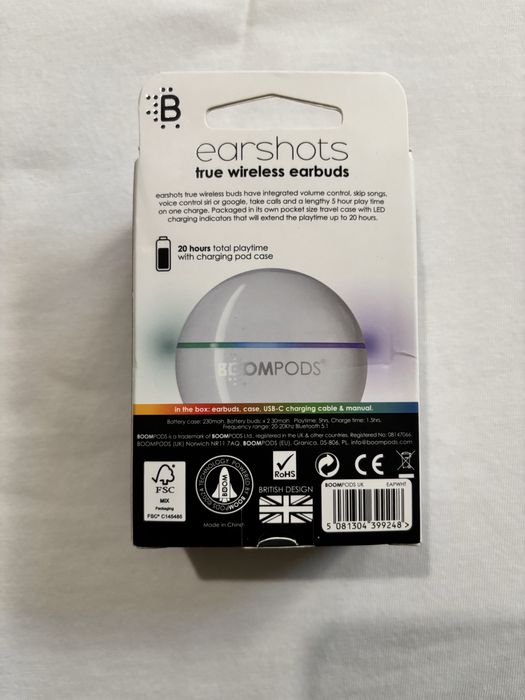 B
earshots
true wireless earbuds
earshots true wireless buds have integrated volume control, skip songs,
voice control siri or google, take calls and a lengthy 5 hour play time
on one charge. Packaged in its own pocket size travel case with LED
charging indicators that will extend the playtime up to 20 hours.
20 hours total playtime
with charging pod case
BOOMPODS®
in the box: earbuds, case, USB-C charging cable & manual.
Battery case: 230mah, Battery buds: x 2 30mah Playtime: 5hrs, Charge time: 1.5hrs,
Frequency range: 20-20Khz Bluetooth 5.1
BOOMPODS is a trademark of BOOMPODS Ltd., registered in the UK & other countries. Registered No: 08147066
BOOMPODS (UK) Norwich NR11 7AQ. BOOMPODS (EU), Granica, 05-806, PL. info@boompods.com
FSC
MIX
Packaging
FSC® C145485
TECHNOLOGY POWERED BY BOOMPODS
BOOM
Made in China
RoHS
BRITISH DESIGN
CE
BOOMPODS UK EAPWHT
5 081304 399248 >